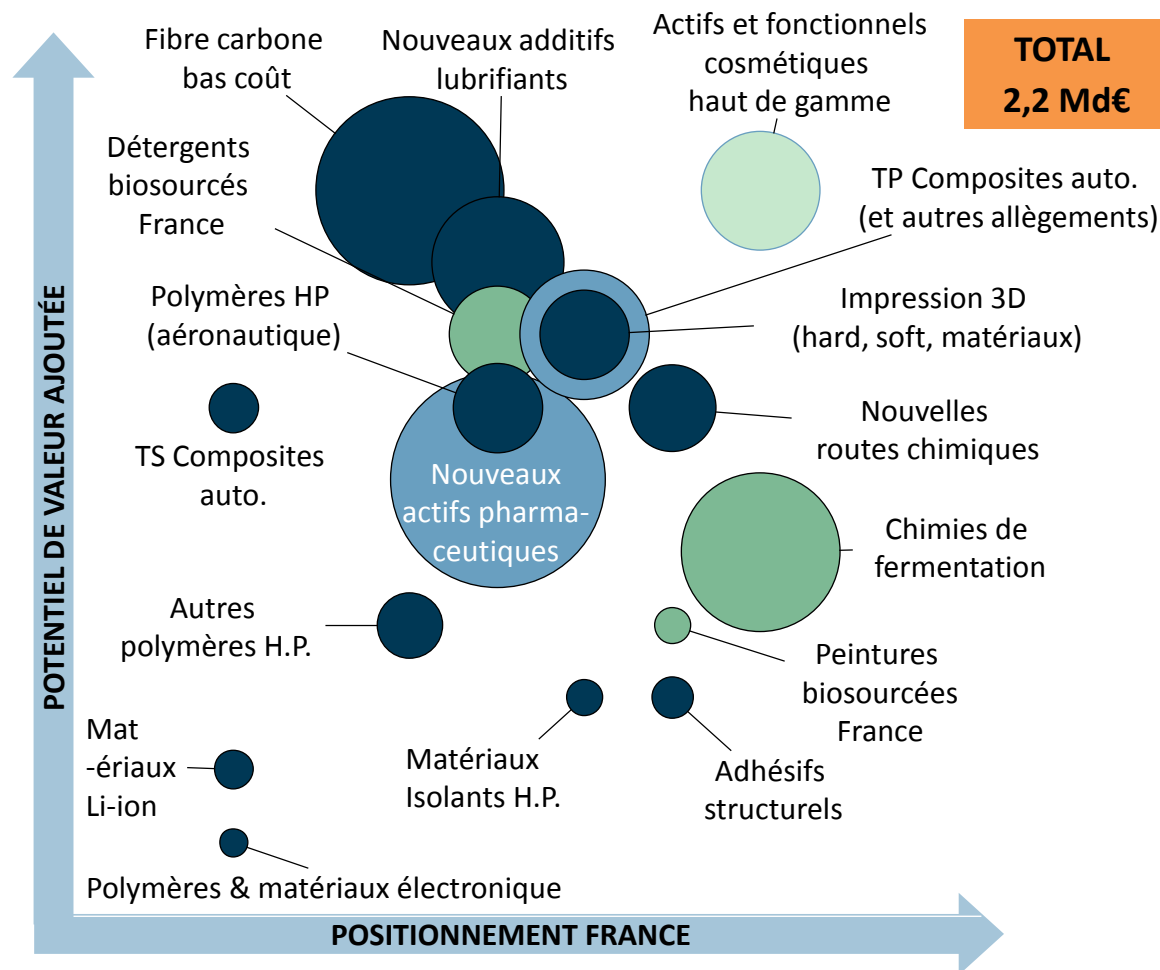 Fibre carbone
bas coût
Nouveaux additifs
lubrifiants
Actifs et fonctionnels
cosmétiques
haut de gamme
TOTAL
2,2 Md€
Détergents
biosourcés
France
TP Composites auto.
(et autres allègements)
Polymères HP
(aéronautique)
Impression 3D
(hard, soft, matériaux)
TS Composites
auto.
Nouvelles
routes chimiques
Nouveaux
actifs pharma-
ceutiques
Chimies de
fermentation
Autres
polymères H.P.
Peintures
biosourcées
France
Mat
-ériaux
Li-ion
Matériaux
Isolants H.P.
Adhésifs
structurels
Polymères & matériaux électronique
POTENTIEL DE VALEUR AJOUTÉE
POSITIONNEMENT FRANCE